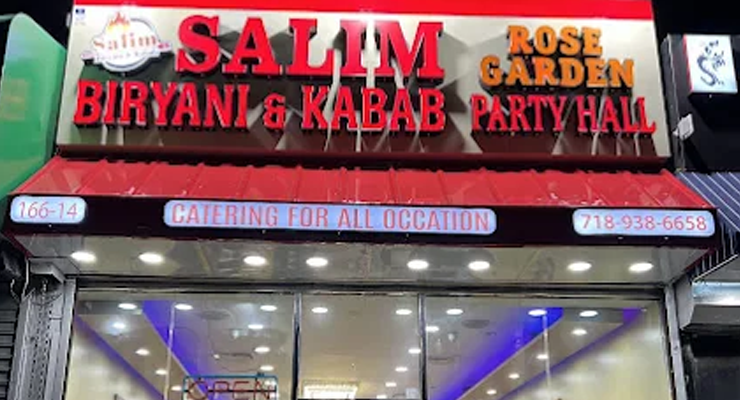 Salim
SALIM
BIRYANI & KABAB
ROSE
GARDEN
PARTY HALL
166-14
CATERING FOR ALL OCCATION
718-938-6658
OPEN